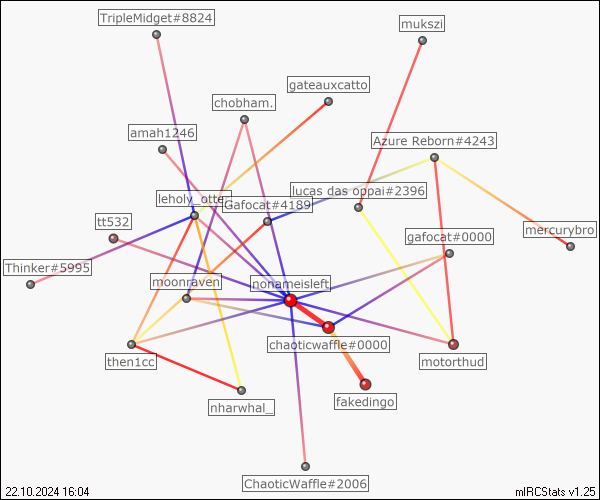 TripleMidget#8824
mukszi
gateauxcatto
chobham.
amah1246
Azure Reborn#4243
leholy_otte
Gafocat#4189
lucas das oppai#2396
tt532
gafocat#0000
mercurybro
Thinker#5995
moonraven
nonameisleft
chaoticwaffle#0000
then1cc
motorthud
nharwhal_
fakedingo
ChaoticWaffle#2006
22.10.2024 16:04
mIRCStats v1.25